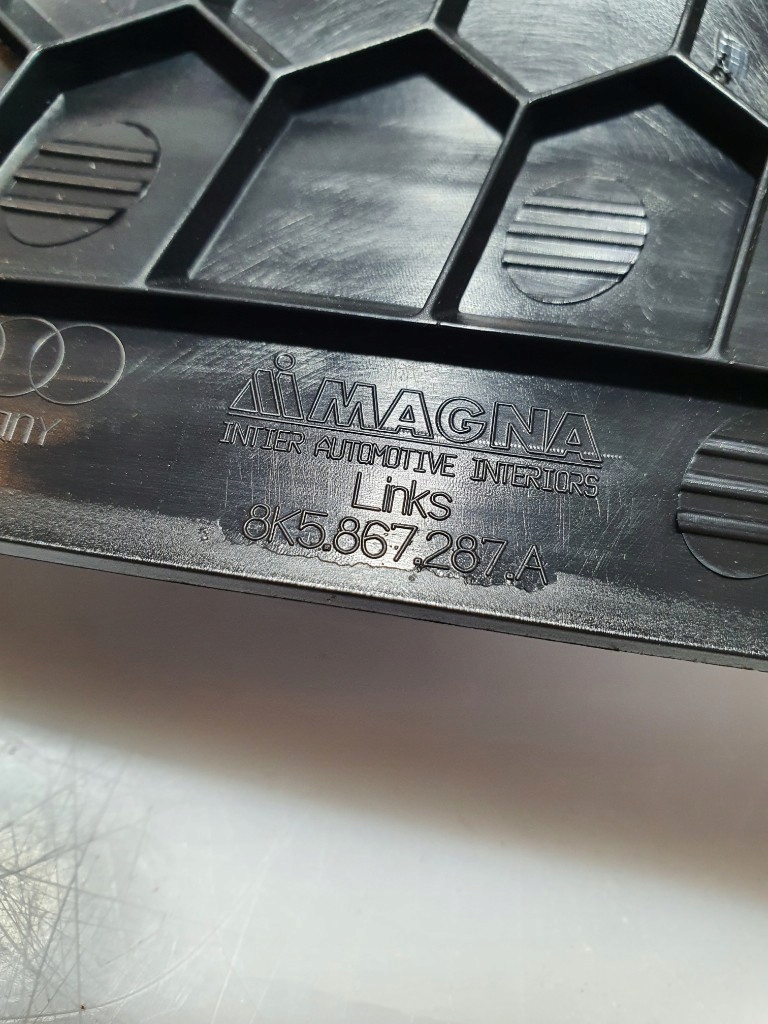 MAGNA
INTIER AUTOMOTIVE INTERIORS
Links
8K5.867.287.A